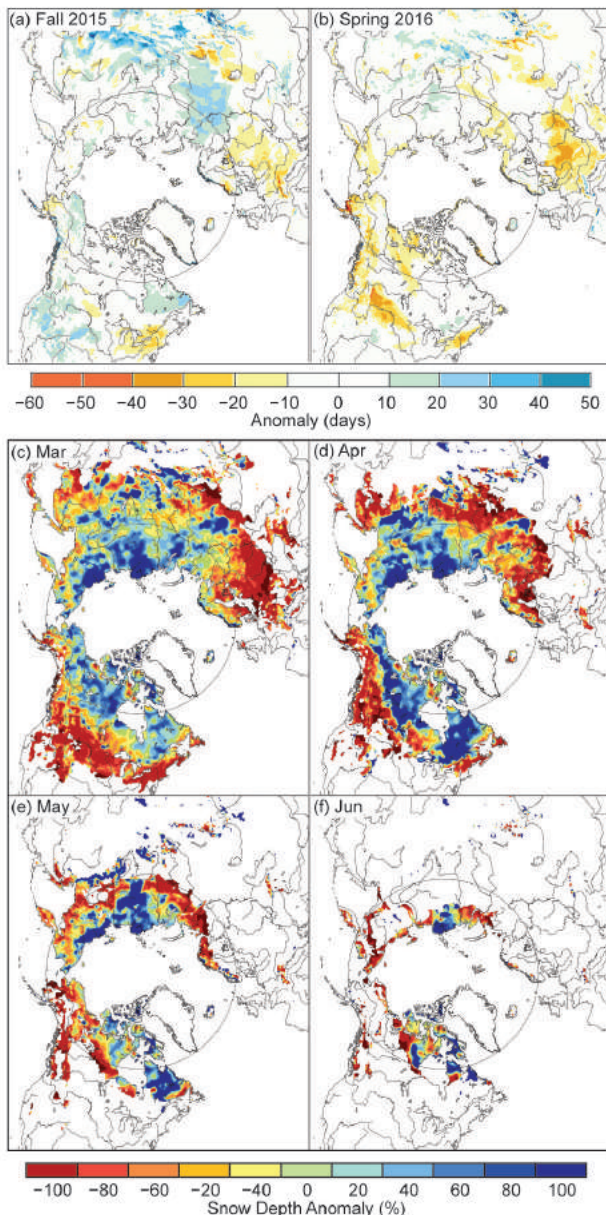 (a) Fall 2015
(b) Spring 2016
−60 −50 −40 −30 −20 −10 0 10 20 30 40 50
Anomaly (days)
(c) Mar
(d) Apr
(e) May
(f) Jun
−100 −80 −60 −20 −40 0 20 40 60 80 100
Snow Depth Anomaly (%)